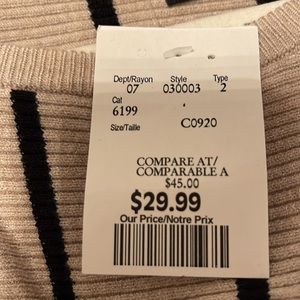 Dept/Rayon Style Type
07 030003 2
Cat
6199
Size/Taille C0920
COMPARE AT/
COMPARABLE A
$45.00
$29.99
Our Price/Notre Prix